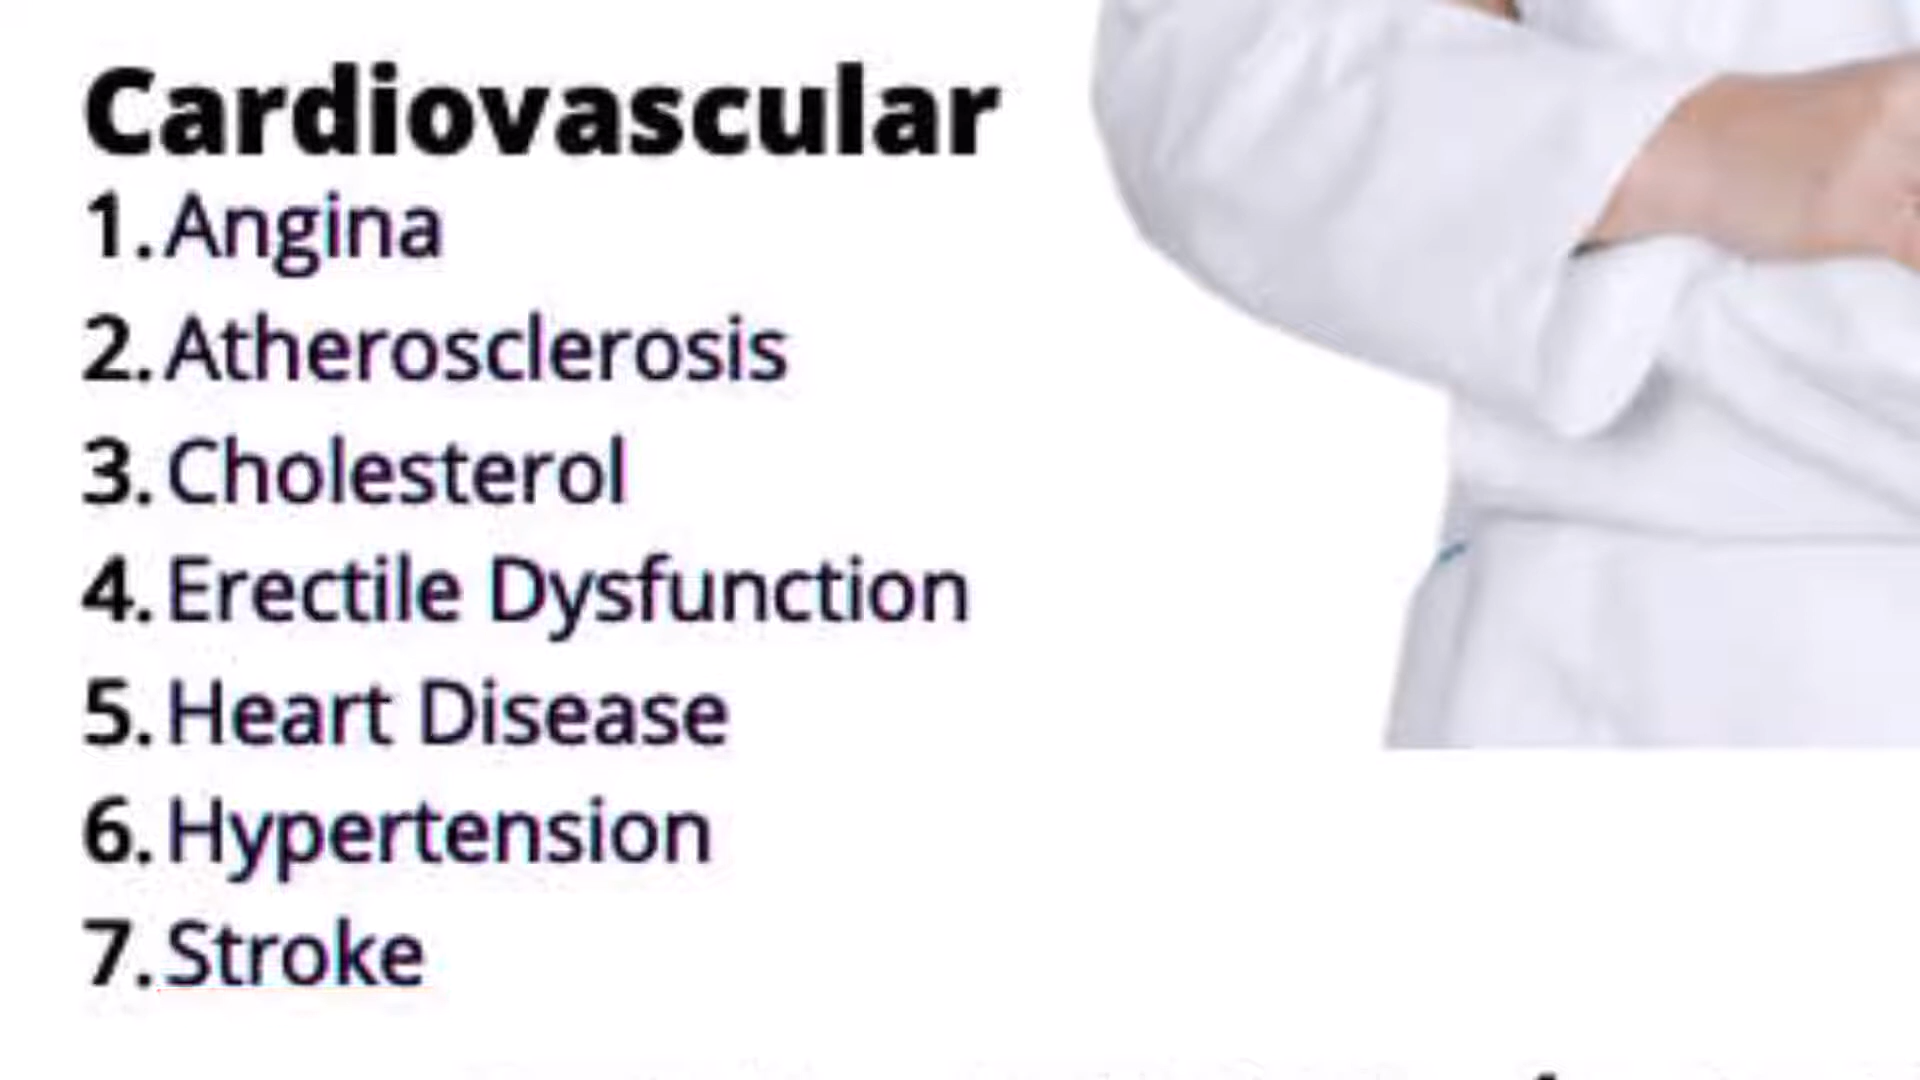 Cardiovascular
1. Angina
2. Atherosclerosis
3. Cholesterol
4. Erectile Dysfunction
5. Heart Disease
6. Hypertension
7. Stroke